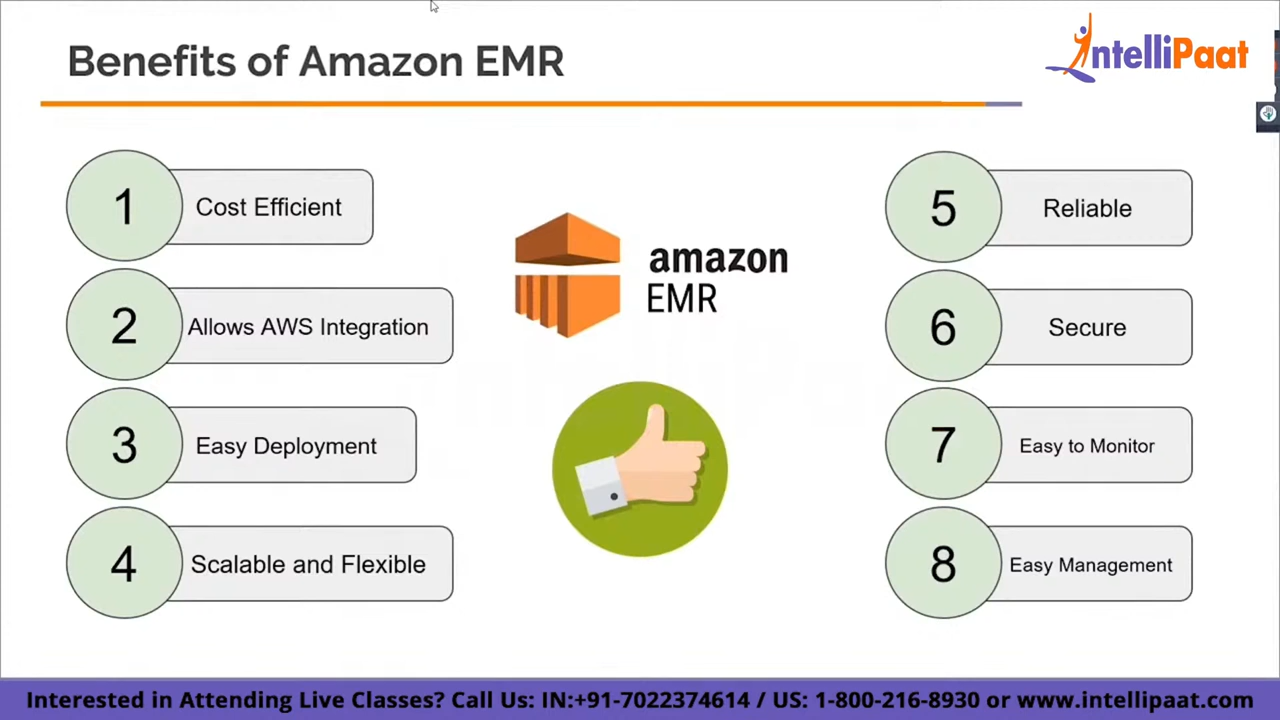 Benefits of Amazon EMR
IntelliPaat
1
Cost Efficient
2
Allows AWS Integration
3
Easy Deployment
4
Scalable and Flexible
amazon
EMR
5
Reliable
6
Secure
7
Easy to Monitor
8
Easy Management
Interested in Attending Live Classes? Call Us: IN:+91-7022374614 / US: 1-800-216-8930 or www.intellipaat.com